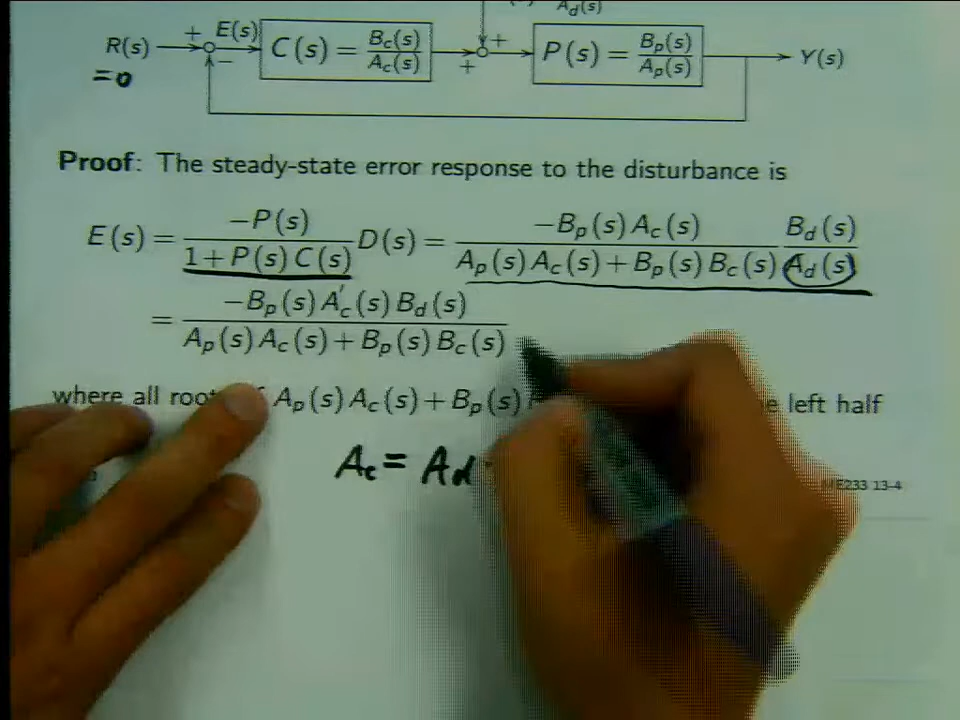 A_d(s)
R(s) + E(s) C(s) = B_c(s)/A_c(s) + P(s) = B_p(s)/A_p(s) Y(s)
= 0 − +
Proof: The steady-state error response to the disturbance is
E(s) = −P(s)/(1 + P(s) C(s)) D(s) = −B_p(s) A_c(s)/(A_p(s) A_c(s) + B_p(s) B_c(s)) B_d(s)/A_d(s)
= −B_p(s) A'_c(s) B_d(s)/(A_p(s) A_c(s) + B_p(s) B_c(s))
where all A_p(s) A_c(s) + B_p(s) left half
A_c = A_d
ME233 13-4